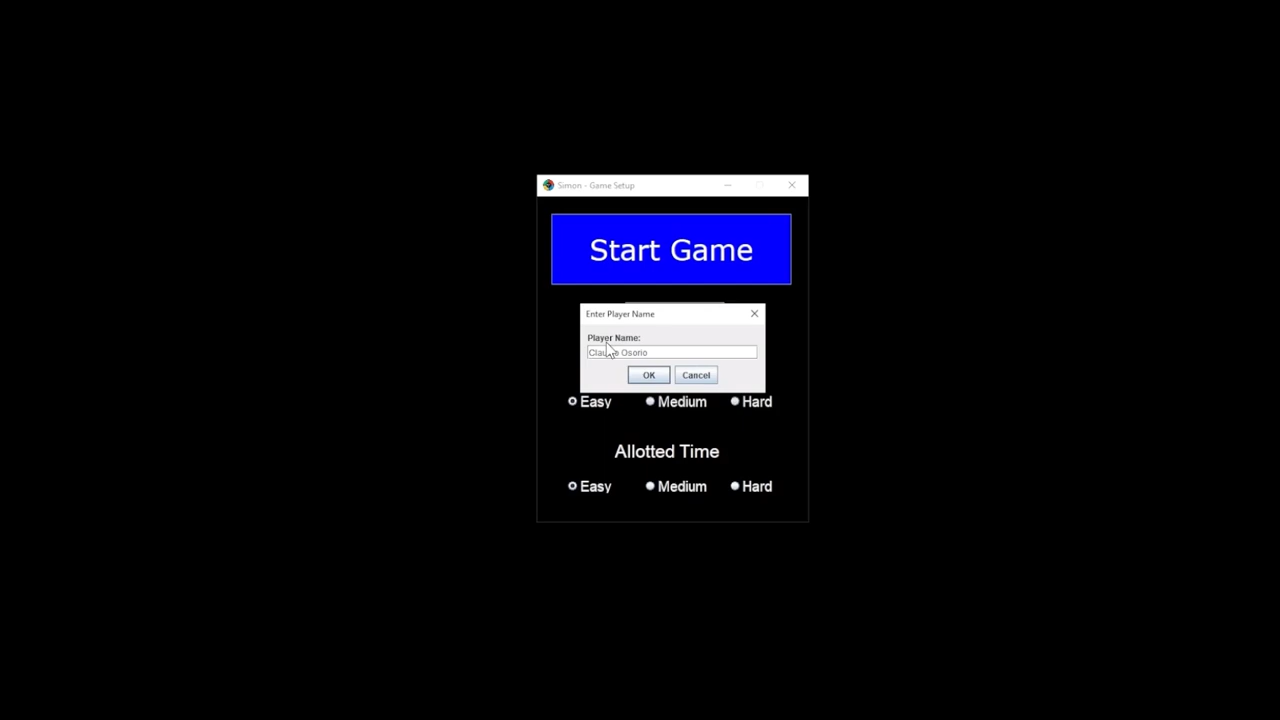 Simon - Game Setup
Start Game
Enter Player Name
Player Name:
Osorio
OK Cancel
Easy Medium Hard
Allotted Time
Easy Medium Hard